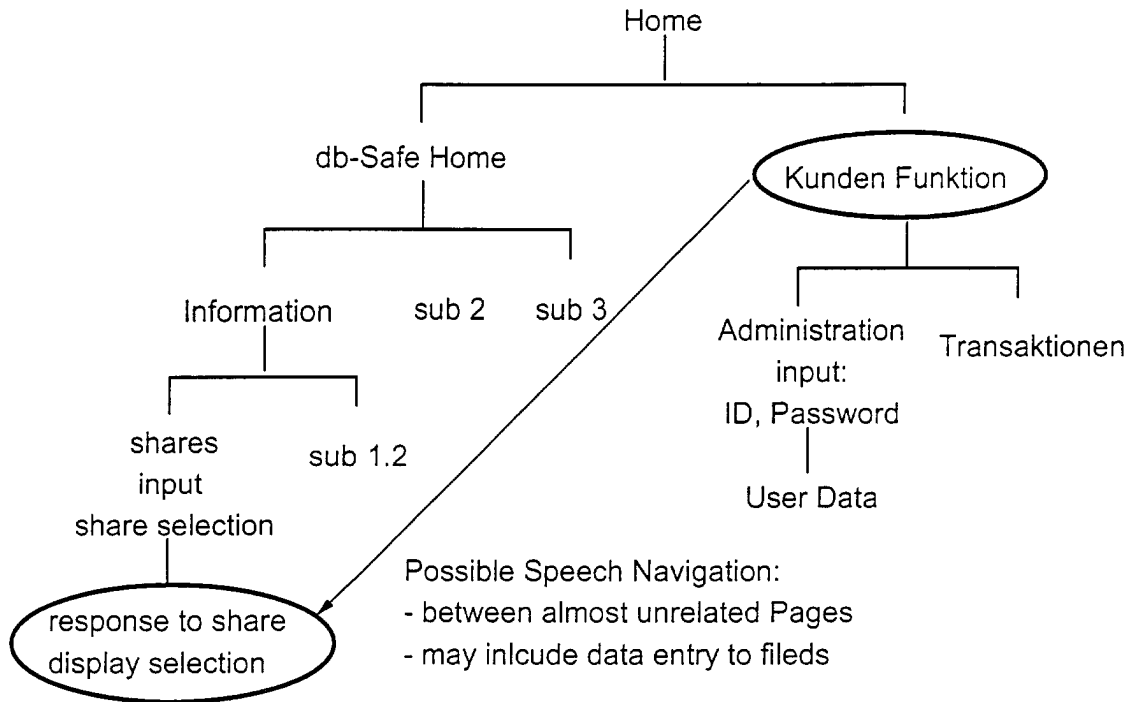 Home
db-Safe Home
Kunden Funktion
Information
sub 2
sub 3
Administration
input:
ID, Password
Transaktionen
shares
input
share selection
sub 1.2
User Data
Possible Speech Navigation:
- between almost unrelated Pages
- may inlcude data entry to fileds
response to share
display selection